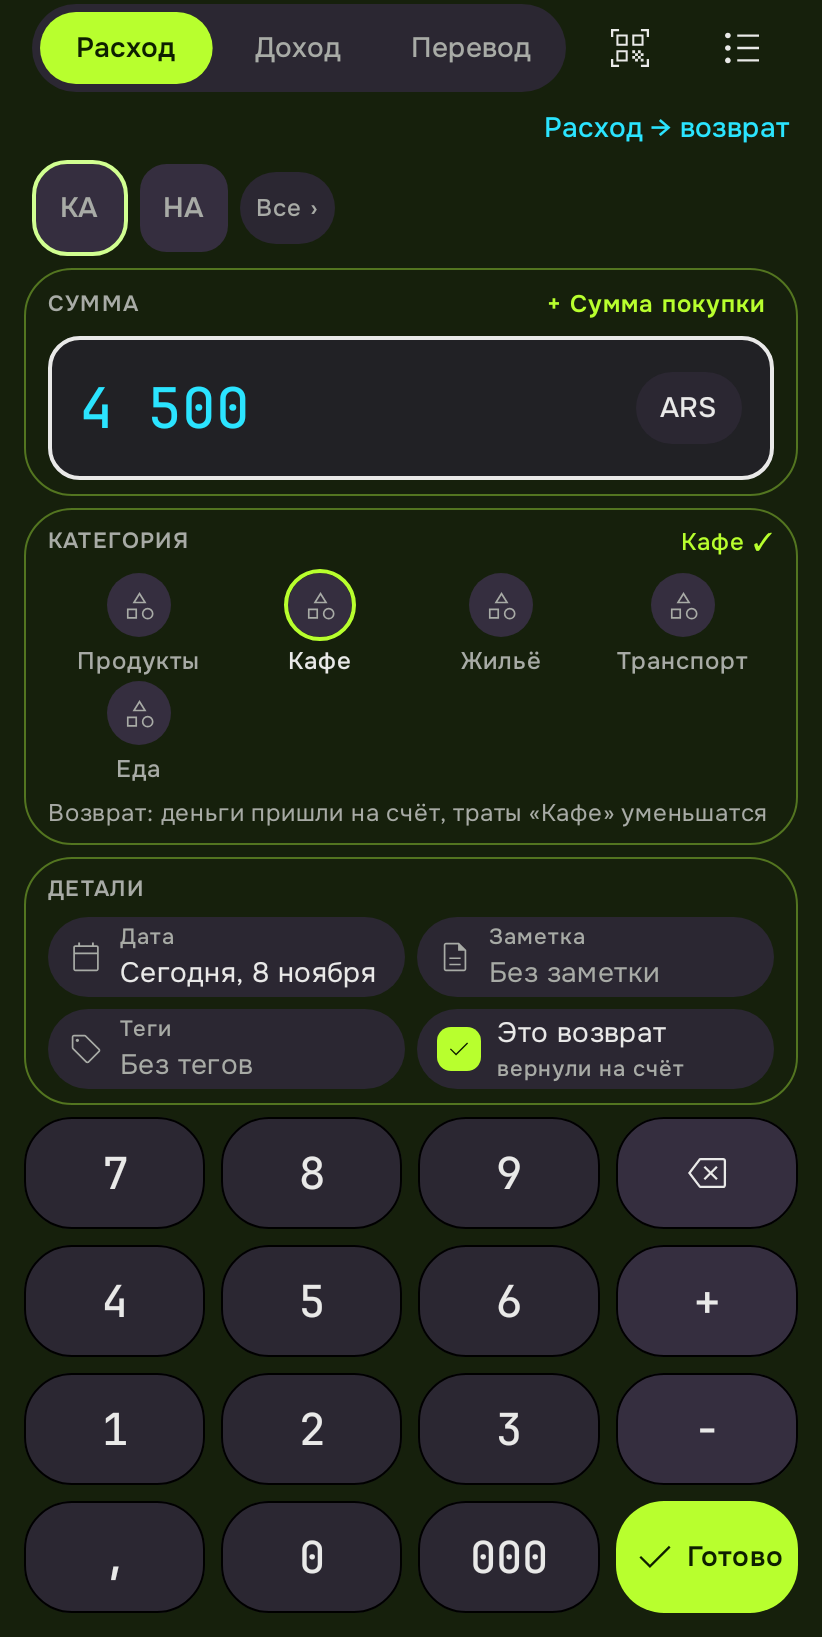 Расход Доход Перевод
Расход → возврат
КА НА Все ›
СУММА + Сумма покупки
4 500 ARS
КАТЕГОРИЯ Кафе ✓
Продукты Кафе Жильё Транспорт
Еда
Возврат: деньги пришли на счёт, траты «Кафе» уменьшатся
ДЕТАЛИ
Дата Заметка
Сегодня, 8 ноября Без заметки
Теги Это возврат
Без тегов вернули на счёт
7 8 9
4 5 6 +
1 2 3 -
, 0 000 Готово